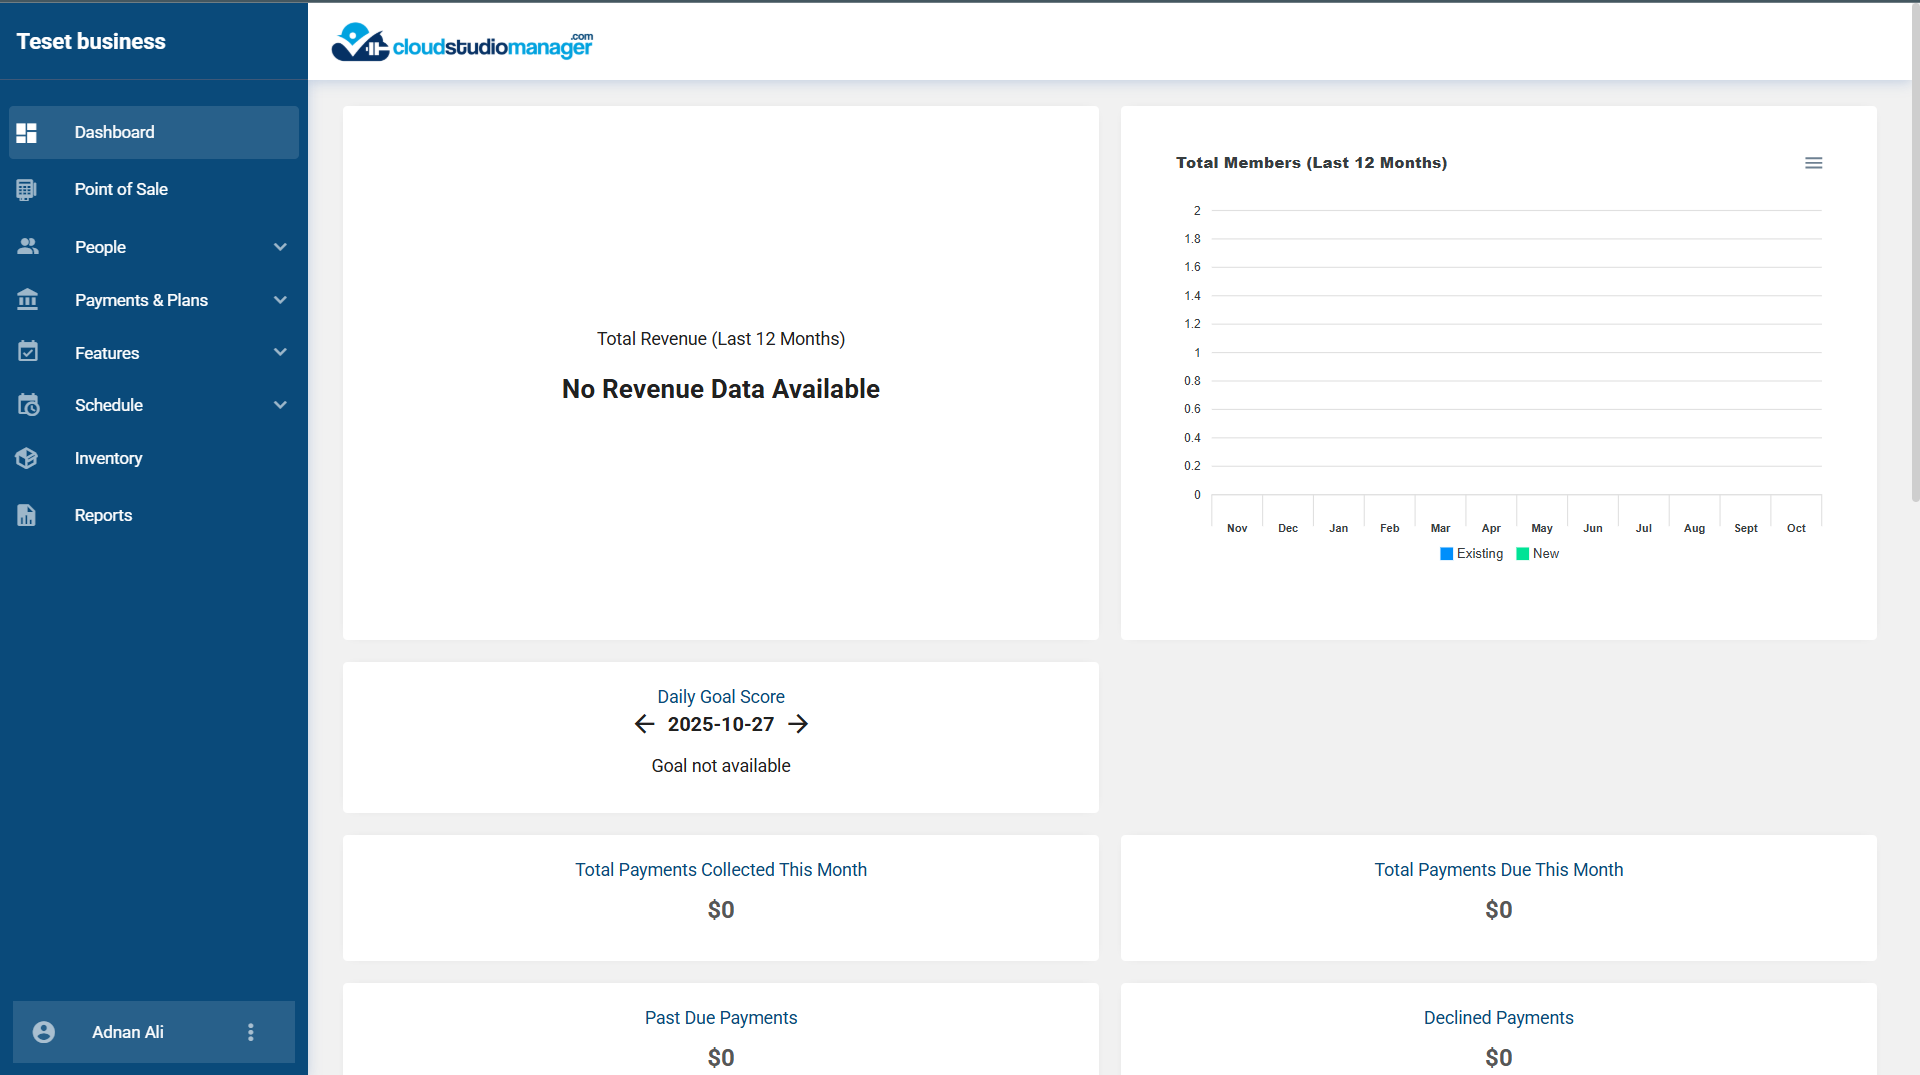 Teset business
cloudstudiomanager.com
Dashboard
Point of Sale
People
Payments & Plans
Features
Schedule
Inventory
Reports
Adnan Ali
Total Revenue (Last 12 Months)
No Revenue Data Available
Total Members (Last 12 Months)
2
1.8
1.6
1.4
1.2
1
0.8
0.6
0.4
0.2
0
Nov Dec Jan Feb Mar Apr May Jun Jul Aug Sept Oct
Existing New
Daily Goal Score
2025-10-27
Goal not available
Total Payments Collected This Month
$0
Total Payments Due This Month
$0
Past Due Payments
$0
Declined Payments
$0